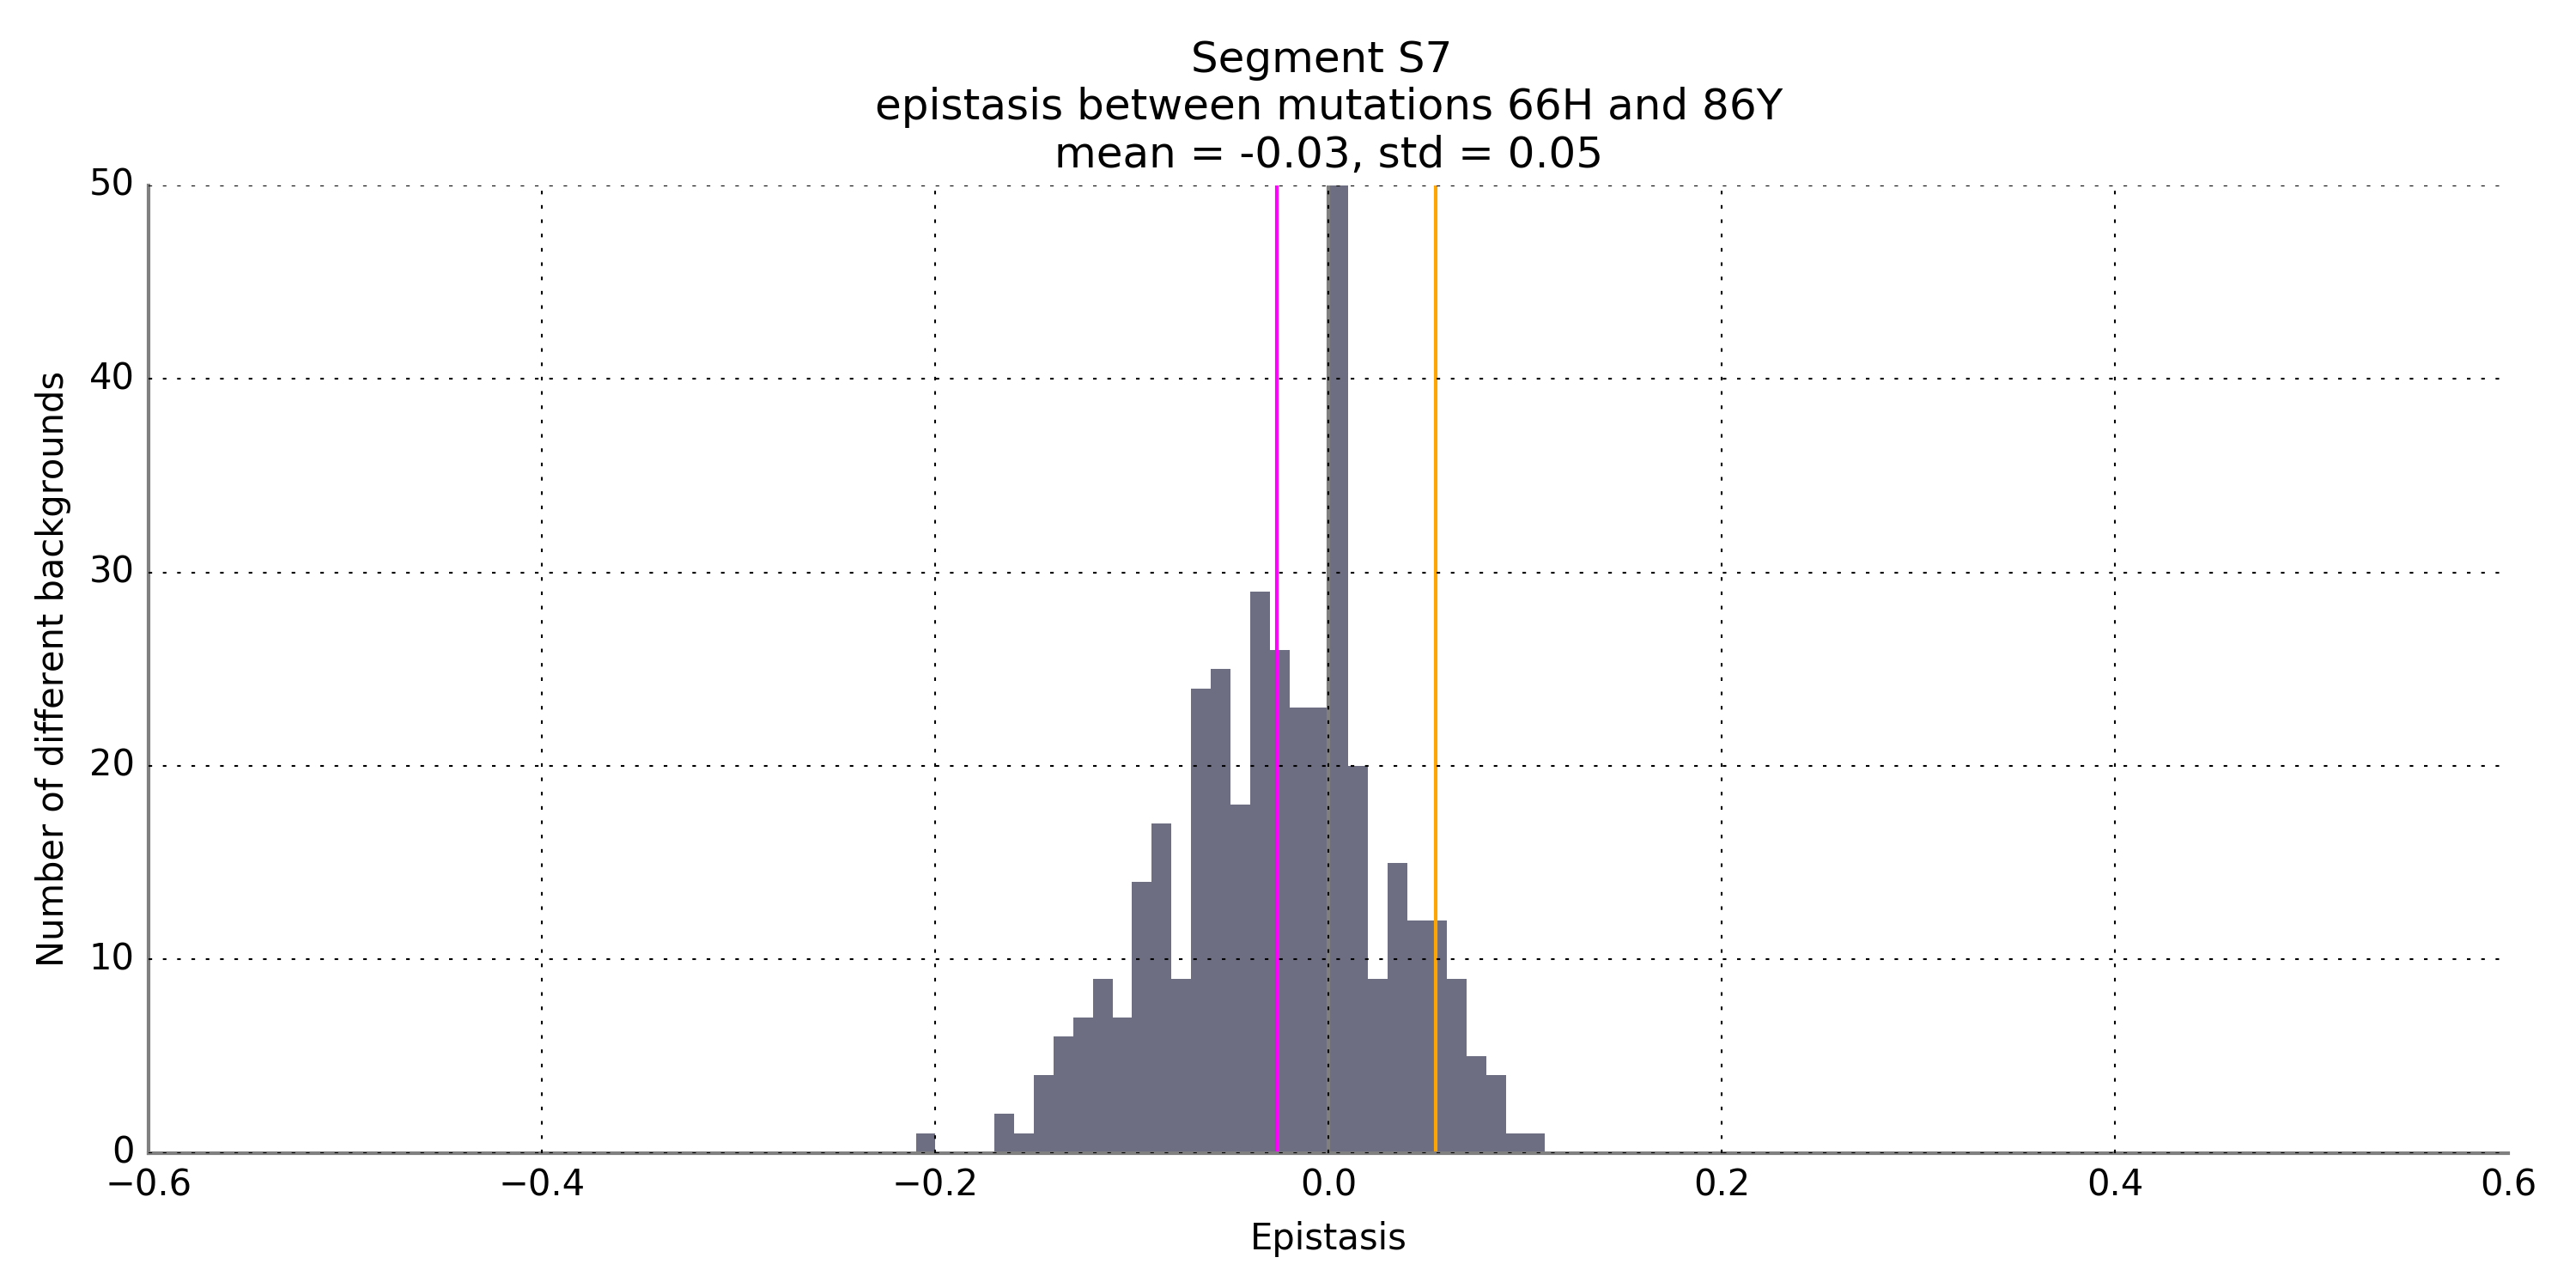 Segment S7
epistasis between mutations 66H and 86Y
mean = -0.03, std = 0.05
50
40
30
20
10
0
Number of different backgrounds
−0.6
−0.4
−0.2
0.0
0.2
0.4
0.6
Epistasis